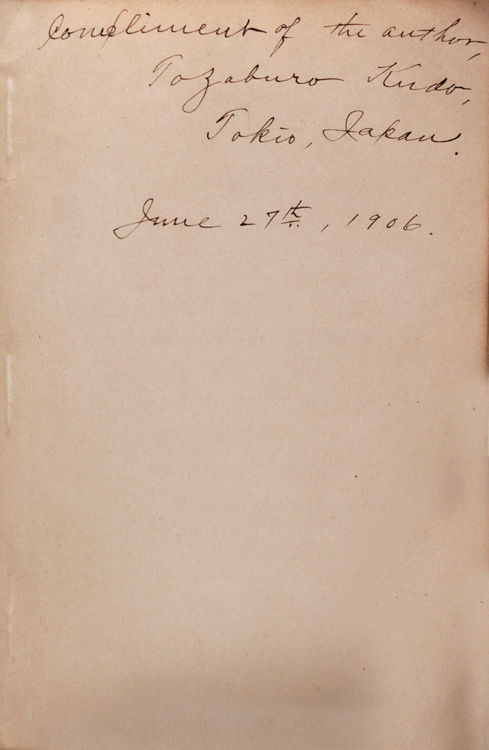 Compliment of the author,
Tozaburo Kudo,
Tokio, Japan.
June 27th, 1906.